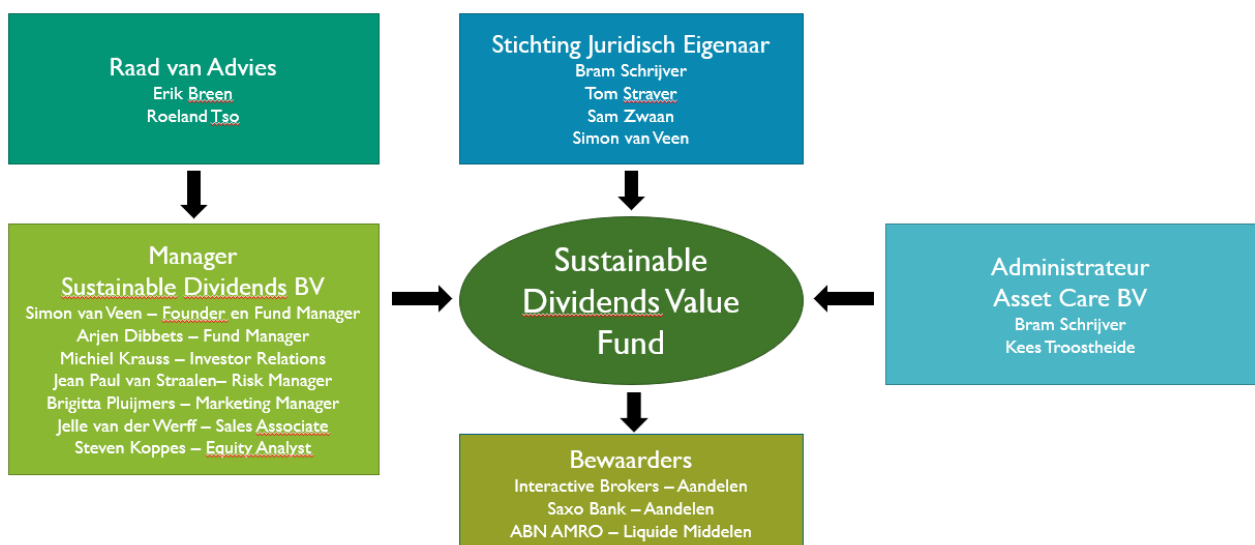 Raad van Advies
Erik Breen
Roeland Tso
Stichting Juridisch Eigenaar
Bram Schrijver
Tom Straver
Sam Zwaan
Simon van Veen
Manager
Sustainable Dividends BV
Simon van Veen – Founder en Fund Manager
Arjen Dibbets – Fund Manager
Michiel Krauss – Investor Relations
Jean Paul van Straalen– Risk Manager
Brigitta Pluijmers – Marketing Manager
Jelle van der Werff – Sales Associate
Steven Koppes – Equity Analyst
Sustainable
Dividends Value
Fund
Administrateur
Asset Care BV
Bram Schrijver
Kees Troostheide
Bewaarders
Interactive Brokers – Aandelen
Saxo Bank – Aandelen
ABN AMRO – Liquide Middelen